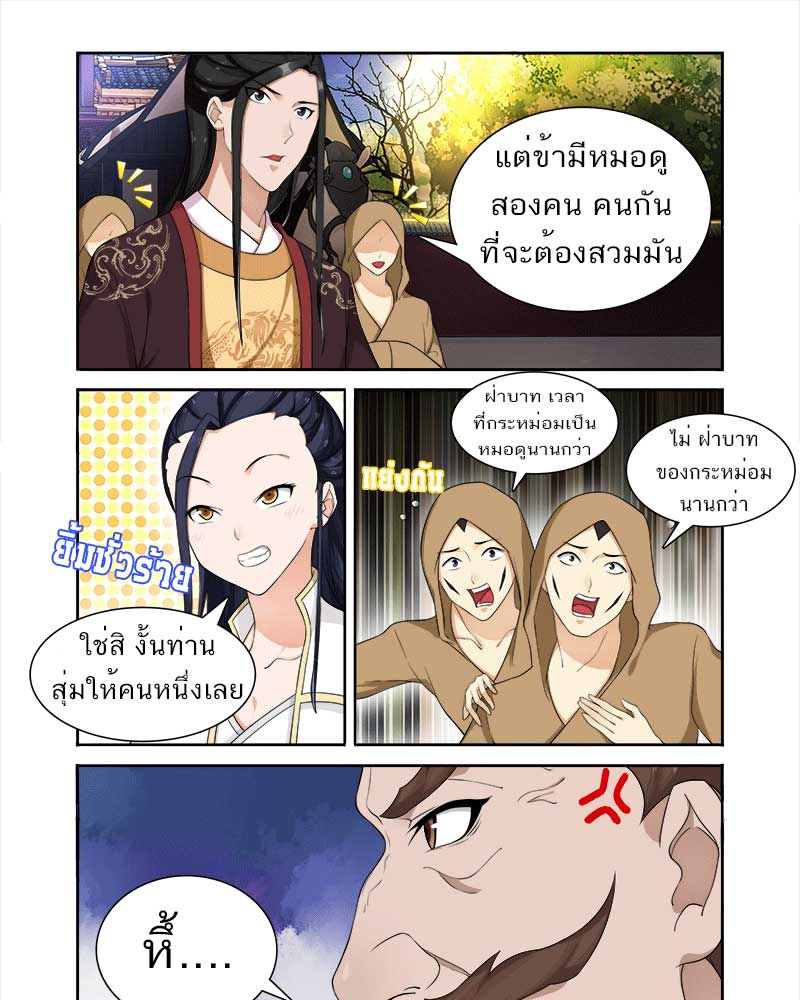 แต่ข้ามีหมอดู
สองคน คนกัน
ที่จะต้องสวมมัน
ยิ้มชั่วร้าย
ใช่สิ งั้นท่าน
สุ่มให้คนหนึ่งเลย
แย่งกัน
ฝ่าบาท เวลา
ที่กระหม่อมเป็น
หมอดูนานกว่า
ไม่ ฝ่าบาท
ของกระหม่อม
นานกว่า
หึ้....